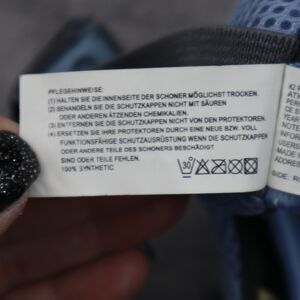 PFLEGEHINWEISE:
(1) HALTEN SIE DIE INNENSEITE DER SCHONER MÖGLICHST TROCKEN.
(2) BEHANDELN SIE DIE SCHUTZKAPPEN NICHT MIT SÄUREN
ODER ANDEREN ÄTZENDEN CHEMIKALIEN.
(3) ENTFERNEN SIE DIE SCHUTZKAPPEN NICHT VON DEN PROTEKTOREN.
(4) ERSETZEN SIE IHRE PROTEKTOREN DURCH EINE NEUE BZW. VOLL
FUNKTIONSFÄHIGE SCHUTZAUSRÜSTUNG WENN DIE SCHUTZKAPPEN
ODER ANDERE TEILE DES SCHONERS BESCHÄDIGT
SIND ODER TEILE FEHLEN.
100% SYNTHETIC
30°
K2
SIDE: